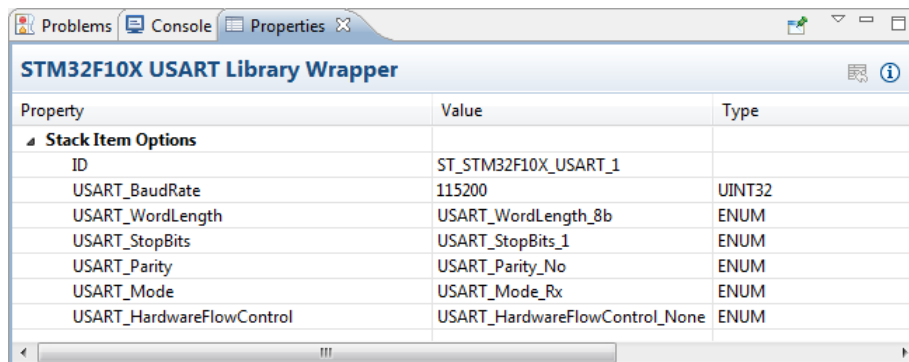 Problems Console Properties
STM32F10X USART Library Wrapper
Property Value Type
Stack Item Options
ID ST_STM32F10X_USART_1
USART_BaudRate 115200 UINT32
USART_WordLength USART_WordLength_8b ENUM
USART_StopBits USART_StopBits_1 ENUM
USART_Parity USART_Parity_No ENUM
USART_Mode USART_Mode_Rx ENUM
USART_HardwareFlowControl USART_HardwareFlowControl_None ENUM